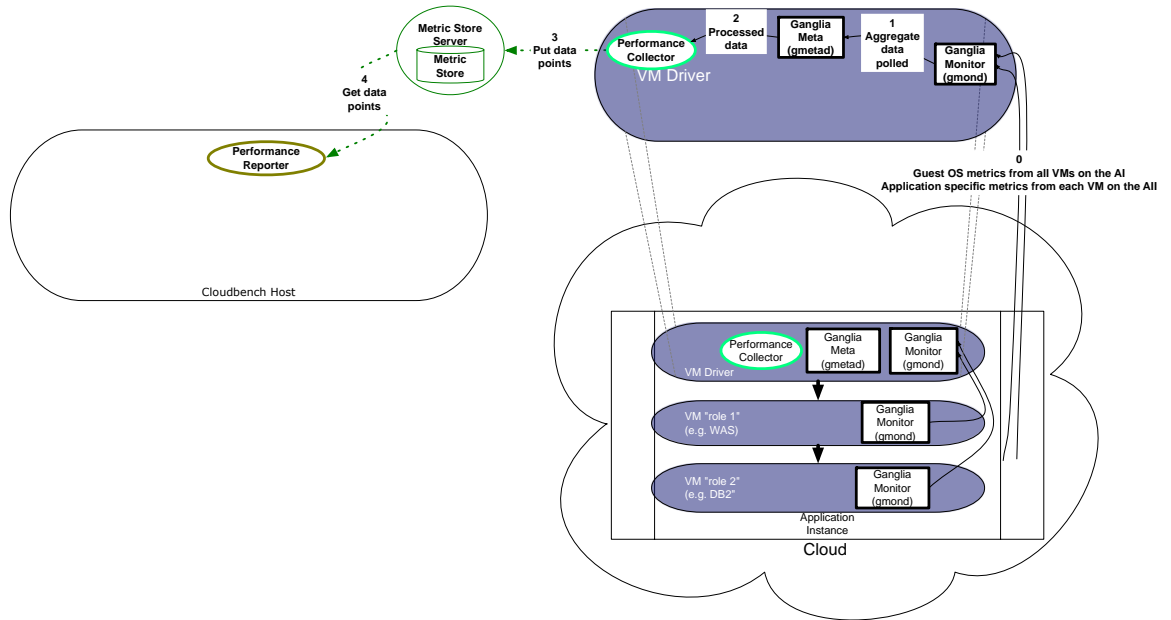 Metric Store
Server
Metric
Store
3
Put data
points
4
Get data
points
Performance
Reporter
Cloudbench Host
Performance
Collector
VM Driver
2
Processed
data
Ganglia
Meta
(gmetad)
1
Aggregate
data
polled
Ganglia
Monitor
(gmond)
0
Guest OS metrics from all VMs on the AI
Application specific metrics from each VM on the AII
Performance
Collector
Ganglia
Meta
(gmetad)
Ganglia
Monitor
(gmond)
VM Driver
VM "role 1"
(e.g. WAS)
Ganglia
Monitor
(gmond)
VM "role 2"
(e.g. DB2"
Ganglia
Monitor
(gmond)
Application
Instance
Cloud